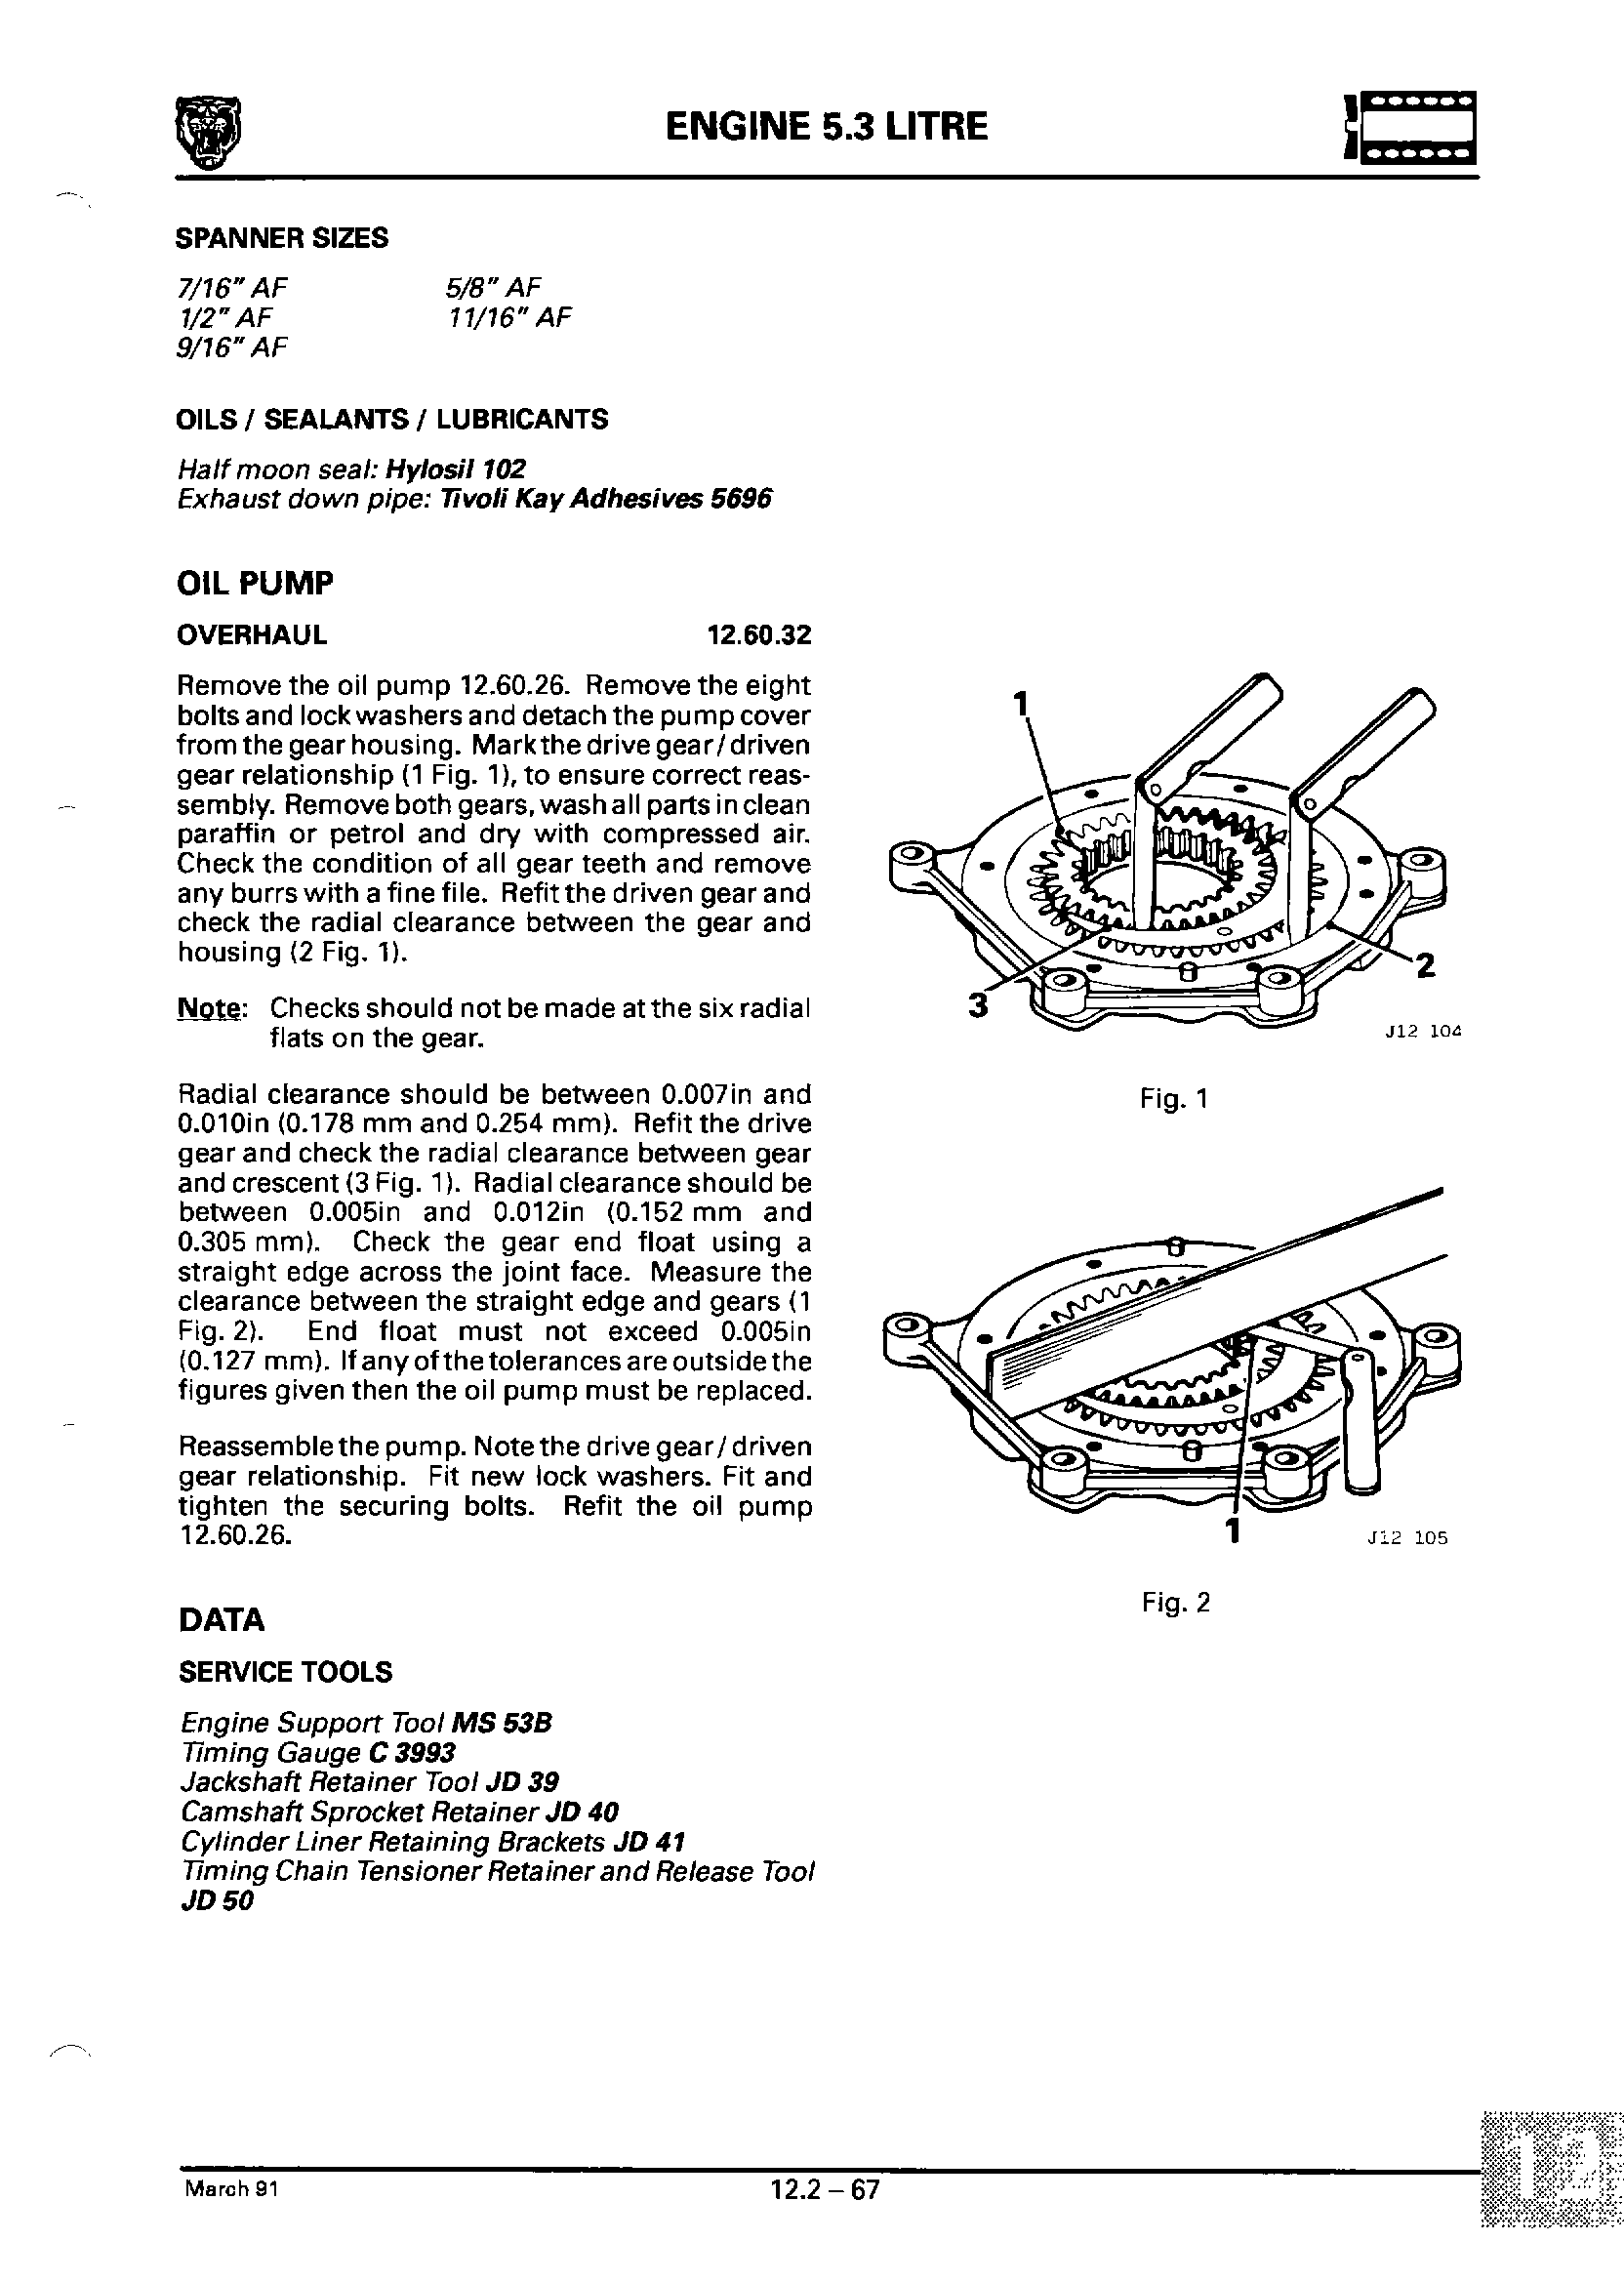 ENGINE 5.3 LITRE
SPANNER SIZES
7/16" AF 5/8" AF
1/2" AF 11/16" AF
9/16" AF
OILS / SEALANTS / LUBRICANTS
Half moon seal: Hylosil 102
Exhaust down pipe: Tivoli Kay Adhesives 5696
OIL PUMP
OVERHAUL 12.60.32
Remove the oil pump 12.60.26. Remove the eight
bolts and lock washers and detach the pump cover
from the gear housing. Mark the drive gear / driven
gear relationship (1 Fig. 1), to ensure correct reas-
sembly. Remove both gears, wash all parts in clean
paraffin or petrol and dry with compressed air.
Check the condition of all gear teeth and remove
any burrs with a fine file. Refit the driven gear and
check the radial clearance between the gear and
housing (2 Fig. 1).
Note: Checks should not be made at the six radial
flats on the gear.
Radial clearance should be between 0.007in and
0.010in (0.178 mm and 0.254 mm). Refit the drive
gear and check the radial clearance between gear
and crescent (3 Fig. 1). Radial clearance should be
between 0.005in and 0.012in (0.152 mm and
0.305 mm). Check the gear end float using a
straight edge across the joint face. Measure the
clearance between the straight edge and gears (1
Fig. 2). End float must not exceed 0.005in
(0.127 mm). If any of the tolerances are outside the
figures given then the oil pump must be replaced.
Reassemble the pump. Note the drive gear / driven
gear relationship. Fit new lock washers. Fit and
tighten the securing bolts. Refit the oil pump
12.60.26.
DATA
SERVICE TOOLS
Engine Support Tool MS 53B
Timing Gauge C 3993
Jackshaft Retainer Tool JD 39
Camshaft Sprocket Retainer JD 40
Cylinder Liner Retaining Brackets JD 41
Timing Chain Tensioner Retainer and Release Tool
JD 50
1
2
3
J12 104
Fig. 1
1
J12 105
Fig. 2
March 91
12.2 – 67
12